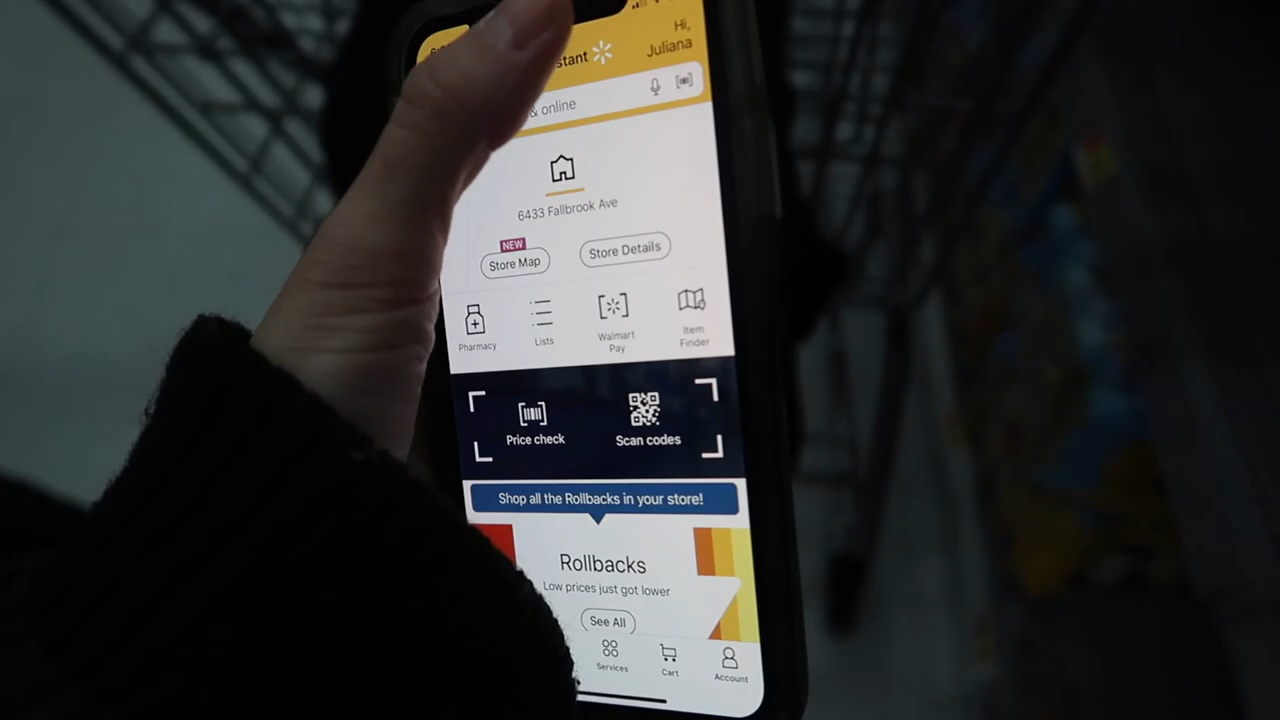 Hi,
Juliana
& online
6433 Fallbrook Ave
NEW
Store Map
Store Details
Pharmacy
Lists
Walmart
Pay
Item
Finder
Price check
Scan codes
Shop all the Rollbacks in your store!
Rollbacks
Low prices just got lower
See All
Services
Cart
Account